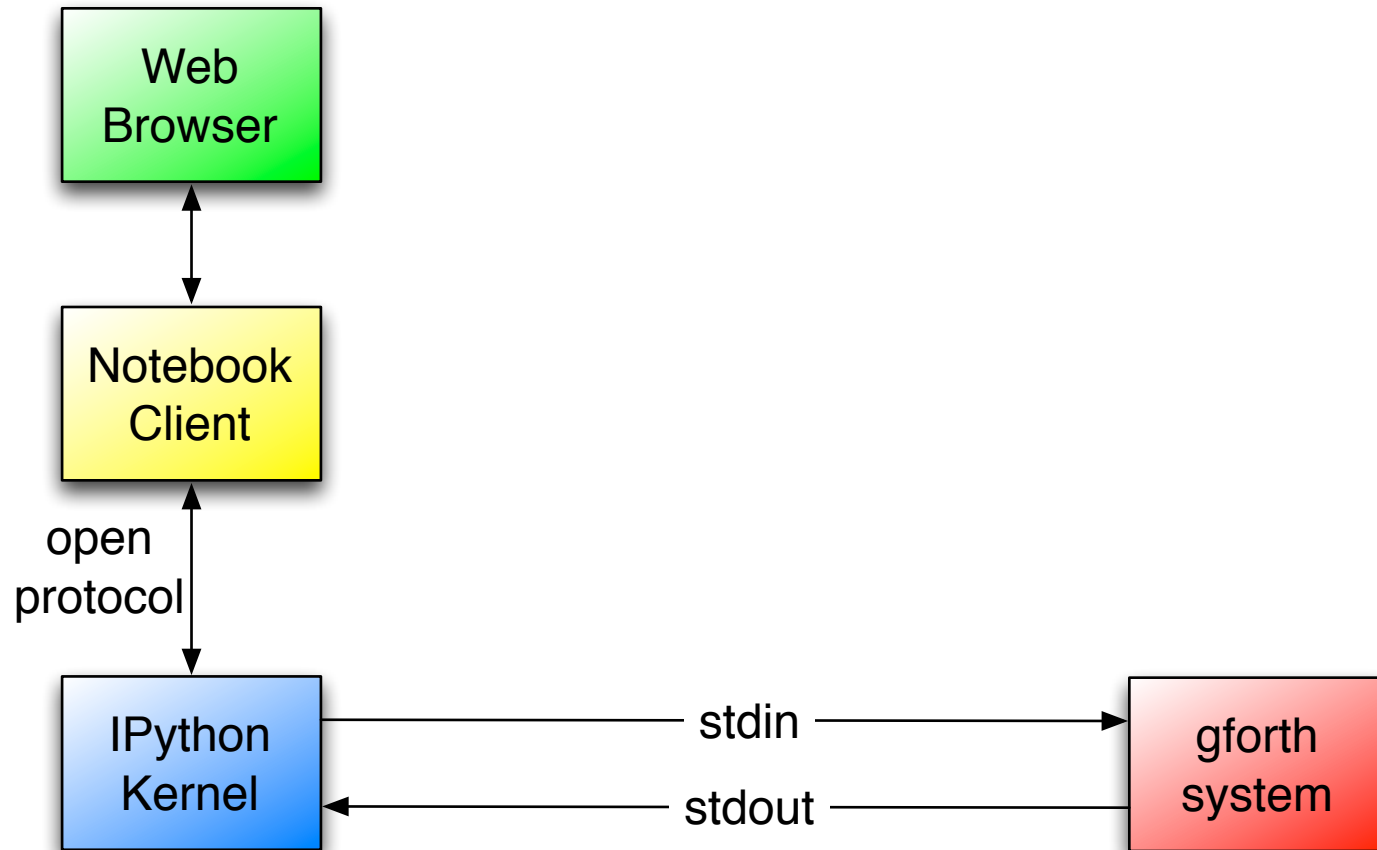 Web
Browser
Notebook
Client
open
protocol
IPython
Kernel
stdin
stdout
gforth
system